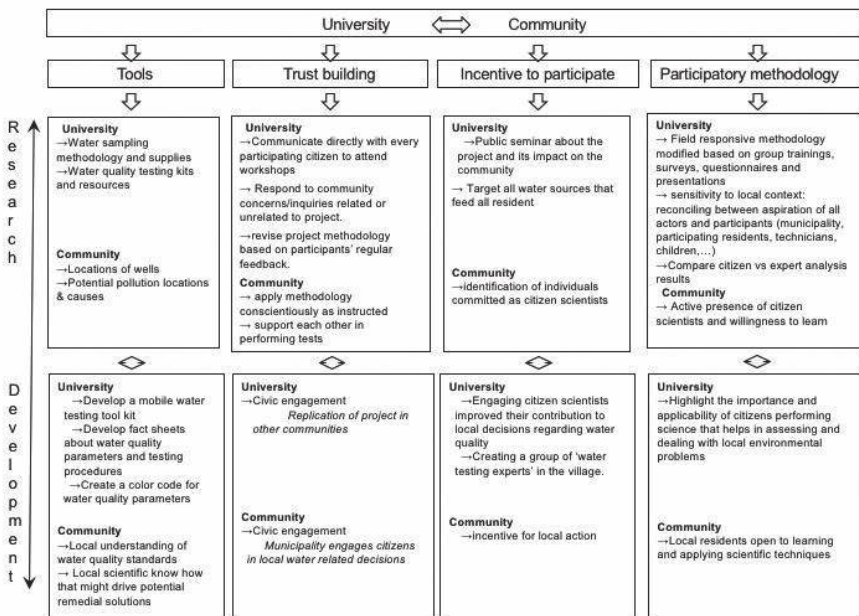 University Community
Tools
Trust building
Incentive to participate
Participatory methodology
Research
University
→Water sampling
methodology and supplies
→Water quality testing kits
and resources
Community
→Locations of wells
→Potential pollution locations
& causes
University
→Communicate directly with every
participating citizen to attend
workshops
→ Respond to community
concerns/inquiries related or
unrelated to project.
→revise project methodology
based on participants' regular
feedback.
Community
→ apply methodology
conscientiously as instructed
→ support each other in
performing tests
University
→Public seminar about the
project and its impact on the
community
→ Target all water sources that
feed all resident
Community
→identification of individuals
committed as citizen scientists
University
→ Field responsive methodology
modified based on group trainings,
surveys, questionnaires and
presentations
→ sensitivity to local context:
reconciling between aspiration of all
actors and participants (municipality,
participating residents, technicians,
children,...)
→Compare citizen vs expert analysis
results
Community
→ Active presence of citizen
scientists and willingness to learn
Development
University
→Develop a mobile water
testing tool kit
→Develop fact sheets
about water quality
parameters and testing
procedures
→Create a color code for
water quality parameters
Community
→Local understanding of
water quality standards
→ Local scientific know how
that might drive potential
remedial solutions
University
→Civic engagement
Replication of project in
other communities
Community
→Civic engagement
Municipality engages citizens
in local water related decisions
University
→Engaging citizen scientists
improved their contribution to
local decisions regarding water
quality
→Creating a group of 'water
testing experts' in the village.
Community
→incentive for local action
University
→Highlight the importance and
applicability of citizens performing
science that helps in assessing and
dealing with local environmental
problems
Community
→Local residents open to learning
and applying scientific techniques